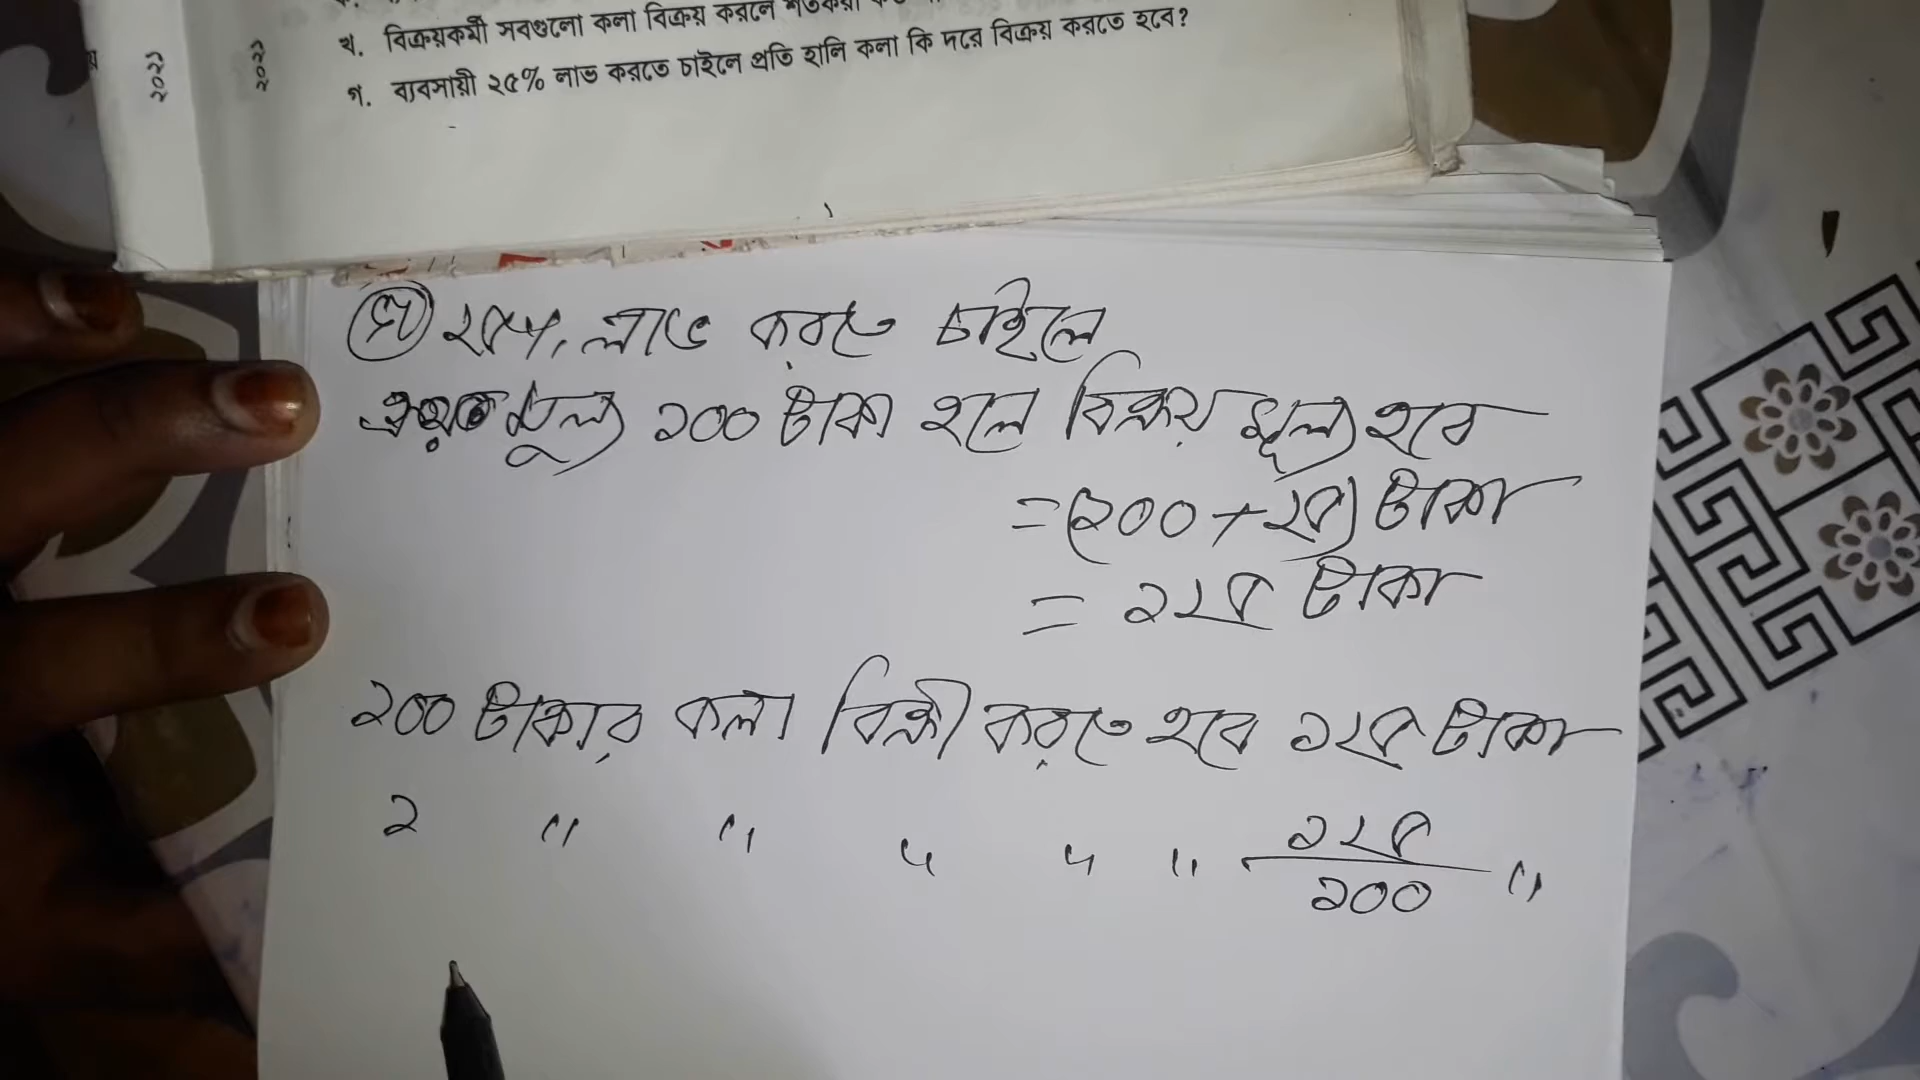 খ. বিক্রয়কর্মী সবগুলো কলা বিক্রয় করলে শতকরা
গ. ব্যবসায়ী ২৫% লাভ করতে চাইলে প্রতি হালি কলা কি দরে বিক্রয় করতে হবে?
গ ২৫% লাভ করতে চাইলে
মূল্য ১০০ টাকা হলে বিক্রয় মূল্য হবে
= (১০০ + ২৫) টাকা
= ১২৫ টাকা
১০০ টাকার কলা বিক্রী করতে হবে ১২৫ টাকা
১ " " " " " ১২৫/১০০ "